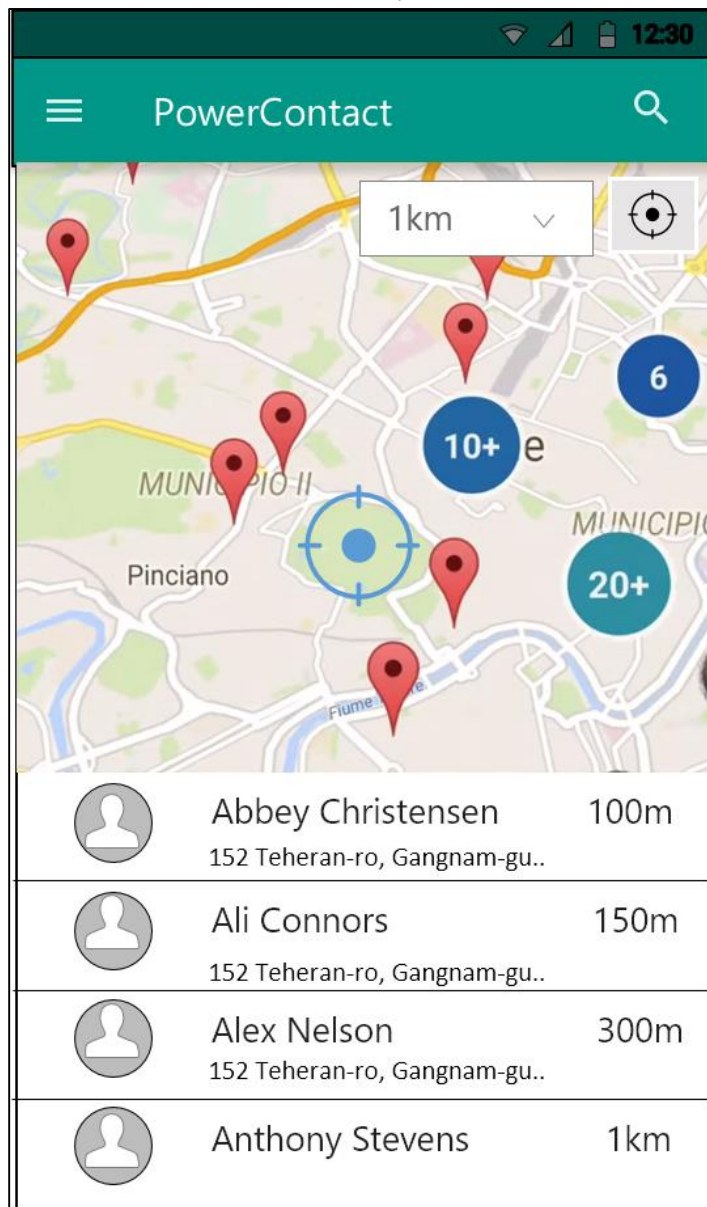 12:30
PowerContact
1km
6
10+ e
MUNICIPIO II
MUNICIPI
Pinciano
20+
Fiume
Abbey Christensen 100m
152 Teheran-ro, Gangnam-gu..
Ali Connors 150m
152 Teheran-ro, Gangnam-gu..
Alex Nelson 300m
152 Teheran-ro, Gangnam-gu..
Anthony Stevens 1km